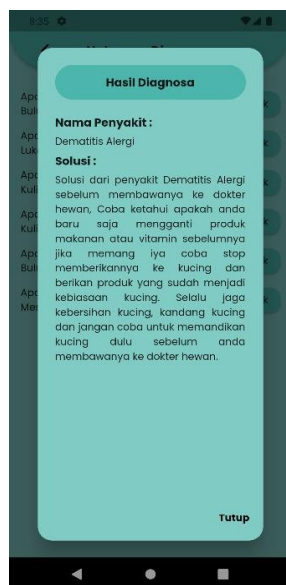 8:35
Hasil Diagnosa
Nama Penyakit :
Dematitis Alergi
Solusi :
Solusi dari penyakit Dematitis Alergi
sebelum membawanya ke dokter
hewan, Coba ketahui apakah anda
baru saja mengganti produk
makanan atau vitamin sebelumnya
jika memang iya coba stop
memberikannya ke kucing dan
berikan produk yang sudah menjadi
kebiasaan kucing. Selalu jaga
kebersihan kucing, kandang kucing
dan jangan coba untuk memandikan
kucing dulu sebelum anda
membawanya ke dokter hewan.
Tutup